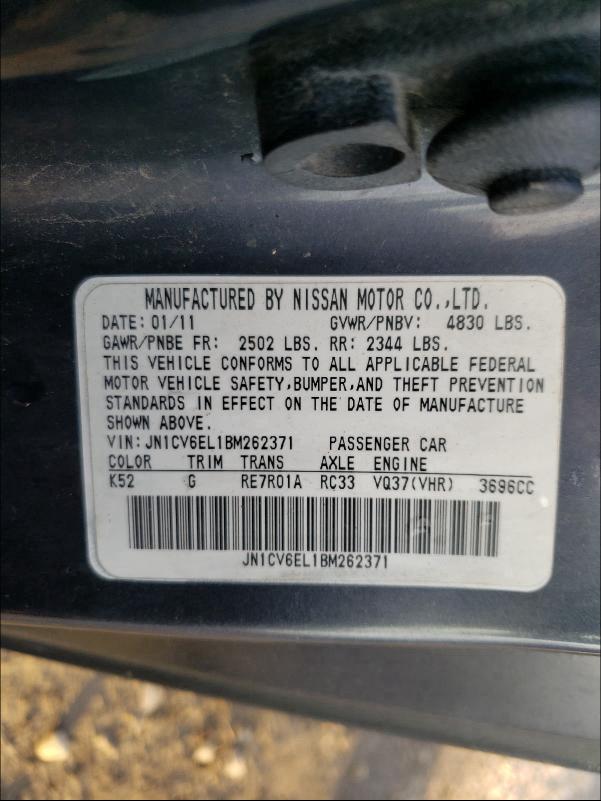 MANUFACTURED BY NISSAN MOTOR CO.,LTD.
DATE: 01/11 GVWR/PNBV: 4830 LBS.
GAWR/PNBE FR: 2502 LBS. RR: 2344 LBS.
THIS VEHICLE CONFORMS TO ALL APPLICABLE FEDERAL
MOTOR VEHICLE SAFETY,BUMPER,AND THEFT PREVENTION
STANDARDS IN EFFECT ON THE DATE OF MANUFACTURE
SHOWN ABOVE.
VIN: JN1CV6EL1BM262371 PASSENGER CAR
COLOR TRIM TRANS AXLE ENGINE
K52 G RE7R01A RC33 VQ37(VHR) 3696CC
JN1CV6EL1BM262371